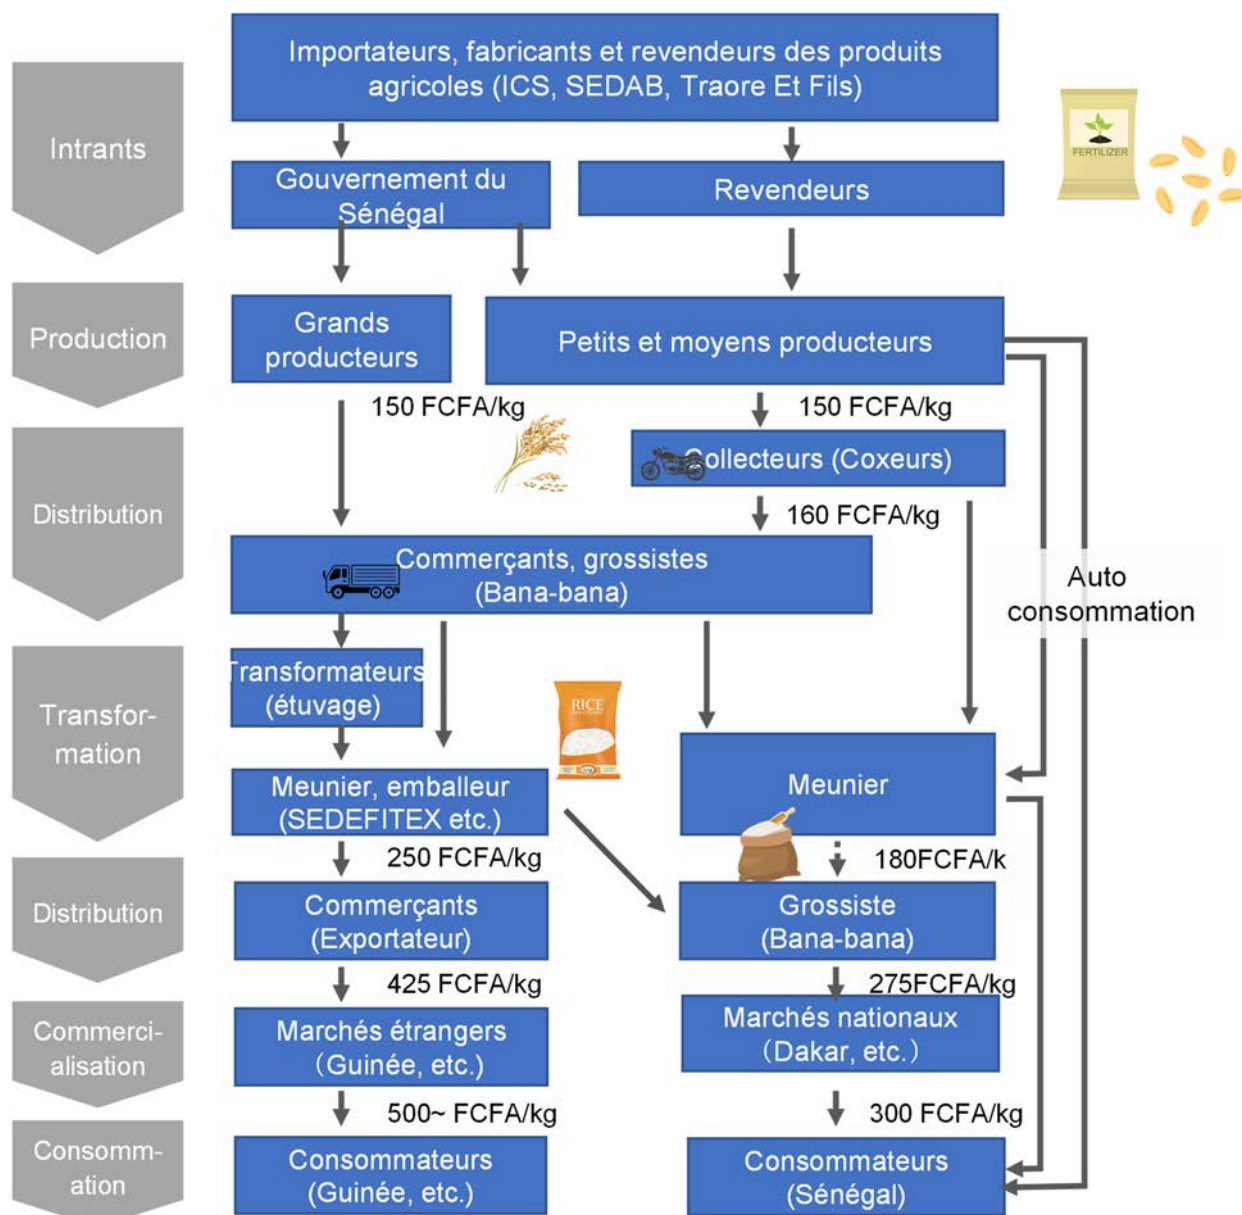 Importateurs, fabricants et revendeurs des produits
agricoles (ICS, SEDAB, Traore Et Fils)
Intrants
FERTILIZER
Gouvernement du
Sénégal
Revendeurs
Production
Grands
producteurs
Petits et moyens producteurs
150 FCFA/kg
150 FCFA/kg
Distribution
Collecteurs (Coxeurs)
160 FCFA/kg
Commerçants, grossistes
(Bana-bana)
Auto
consommation
Transfor-
mation
Transformateurs
(étuvage)
RICE
Meunier, emballeur
(SEDEFITEX etc.)
Meunier
250 FCFA/kg
180FCFA/k
Distribution
Commerçants
(Exportateur)
Grossiste
(Bana-bana)
425 FCFA/kg
275FCFA/kg
Commerci-
alisation
Marchés étrangers
(Guinée, etc.)
Marchés nationaux
(Dakar, etc.)
500~ FCFA/kg
300 FCFA/kg
Consomm-
ation
Consommateurs
(Guinée, etc.)
Consommateurs
(Sénégal)